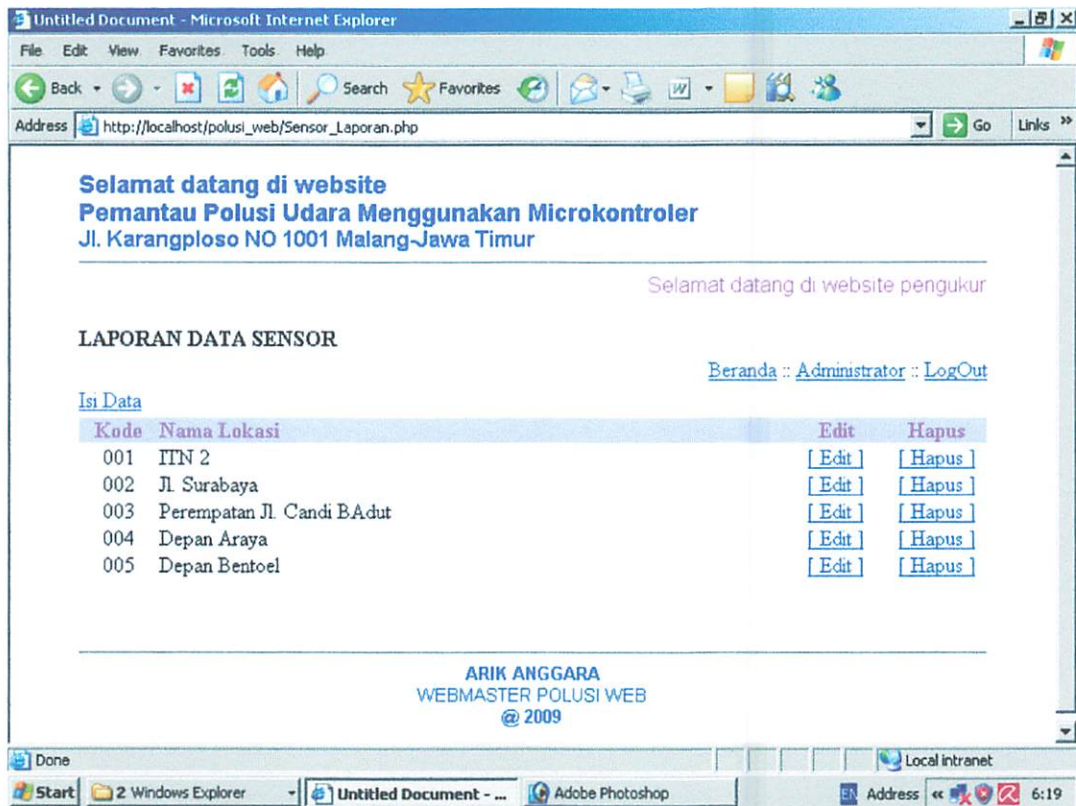 Untitled Document - Microsoft Internet Explorer
File Edit View Favorites Tools Help
Back Search Favorites
Address http://localhost/polusi_web/Sensor_Laporan.php Go Links »
Selamat datang di website
Pemantau Polusi Udara Menggunakan Microkontroler
Jl. Karangploso NO 1001 Malang-Jawa Timur
Selamat datang di website pengukur
LAPORAN DATA SENSOR
Beranda :: Administrator :: LogOut
Isi Data
Kode Nama Lokasi Edit Hapus
001 ITN 2 [ Edit ] [ Hapus ]
002 Jl. Surabaya [ Edit ] [ Hapus ]
003 Perempatan Jl. Candi BAdut [ Edit ] [ Hapus ]
004 Depan Araya [ Edit ] [ Hapus ]
005 Depan Bentoel [ Edit ] [ Hapus ]
ARIK ANGGARA
WEBMASTER POLUSI WEB
@ 2009
Done Local intranet
Start 2 Windows Explorer Untitled Document - ... Adobe Photoshop EN Address « 6:19